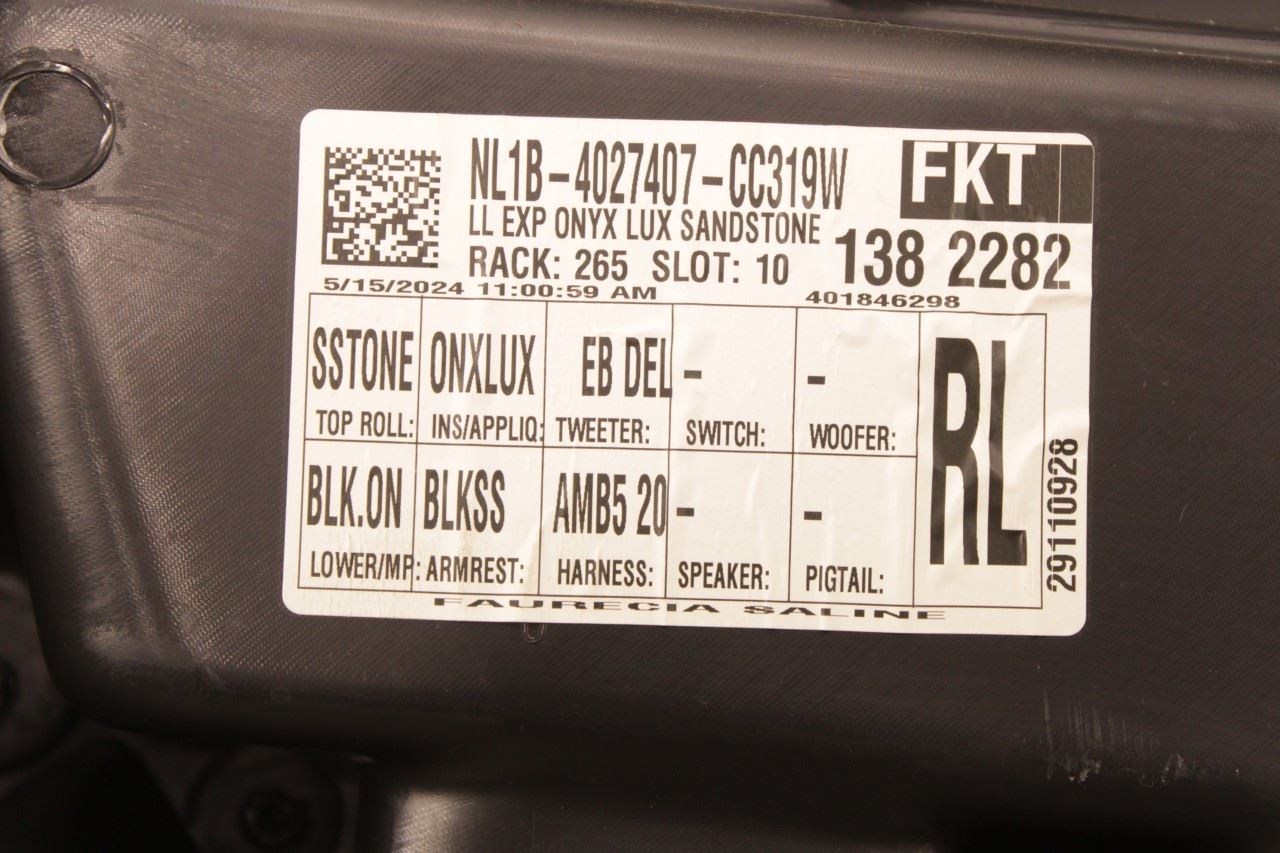 NL1B-4027407-CC319W FKT
LL EXP ONYX LUX SANDSTONE 138 2282
RACK: 265 SLOT: 10
5/15/2024 11:00:59 AM 401846298
SSTONE ONXLUX EB DEL - -
TOP ROLL: INS/APPLIQ: TWEETER: SWITCH: WOOFER:
RL
BLK.ON BLKSS AMB5 20 - -
LOWER/MP: ARMREST: HARNESS: SPEAKER: PIGTAIL:
29110928
FAURECIA SALINE